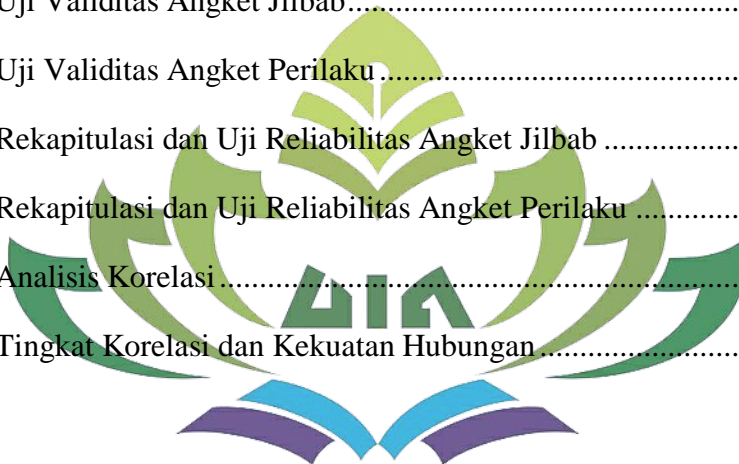 Uji Validitas Angket Jilbab....................................................
Uji Validitas Angket Perilaku ................................................
Rekapitulasi dan Uji Reliabilitas Angket Jilbab ..................
Rekapitulasi dan Uji Reliabilitas Angket Perilaku ..............
Analisis Korelasi....................................................................
Tingkat Korelasi dan Kekuatan Hubungan...........................
UIN